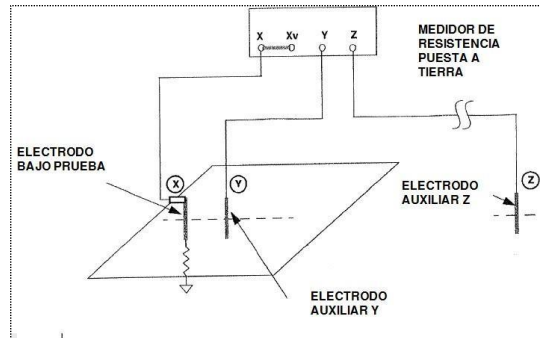 X Xv Y Z
MEDIDOR DE
RESISTENCIA
PUESTA A
TIERRA
ELECTRODO
BAJO PRUEBA
X
Y
Z
ELECTRODO
AUXILIAR Z
ELECTRODO
AUXILIAR Y